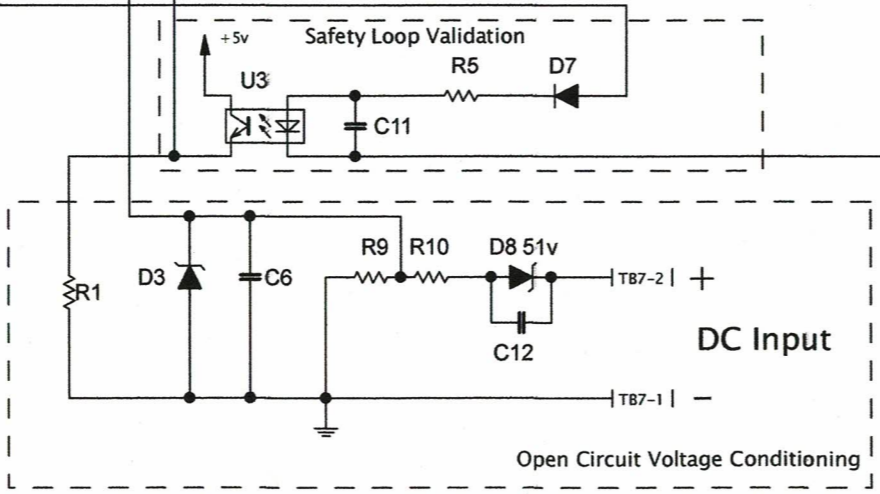 +5v
Safety Loop Validation
U3
R5
D7
C11
R9
R10
D8 51v
D3
C6
R1
TB7-2
+
C12
DC Input
TB7-1
−
Open Circuit Voltage Conditioning